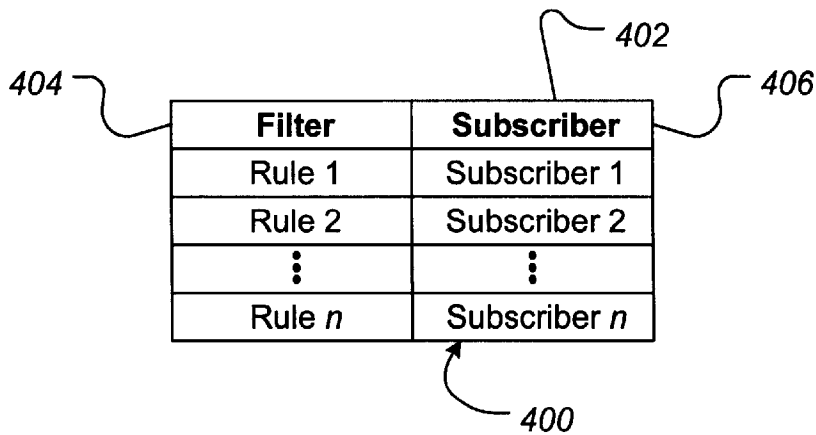 402
404
406
Filter Subscriber
Rule 1 Subscriber 1
Rule 2 Subscriber 2
⋮ ⋮
Rule n Subscriber n
400